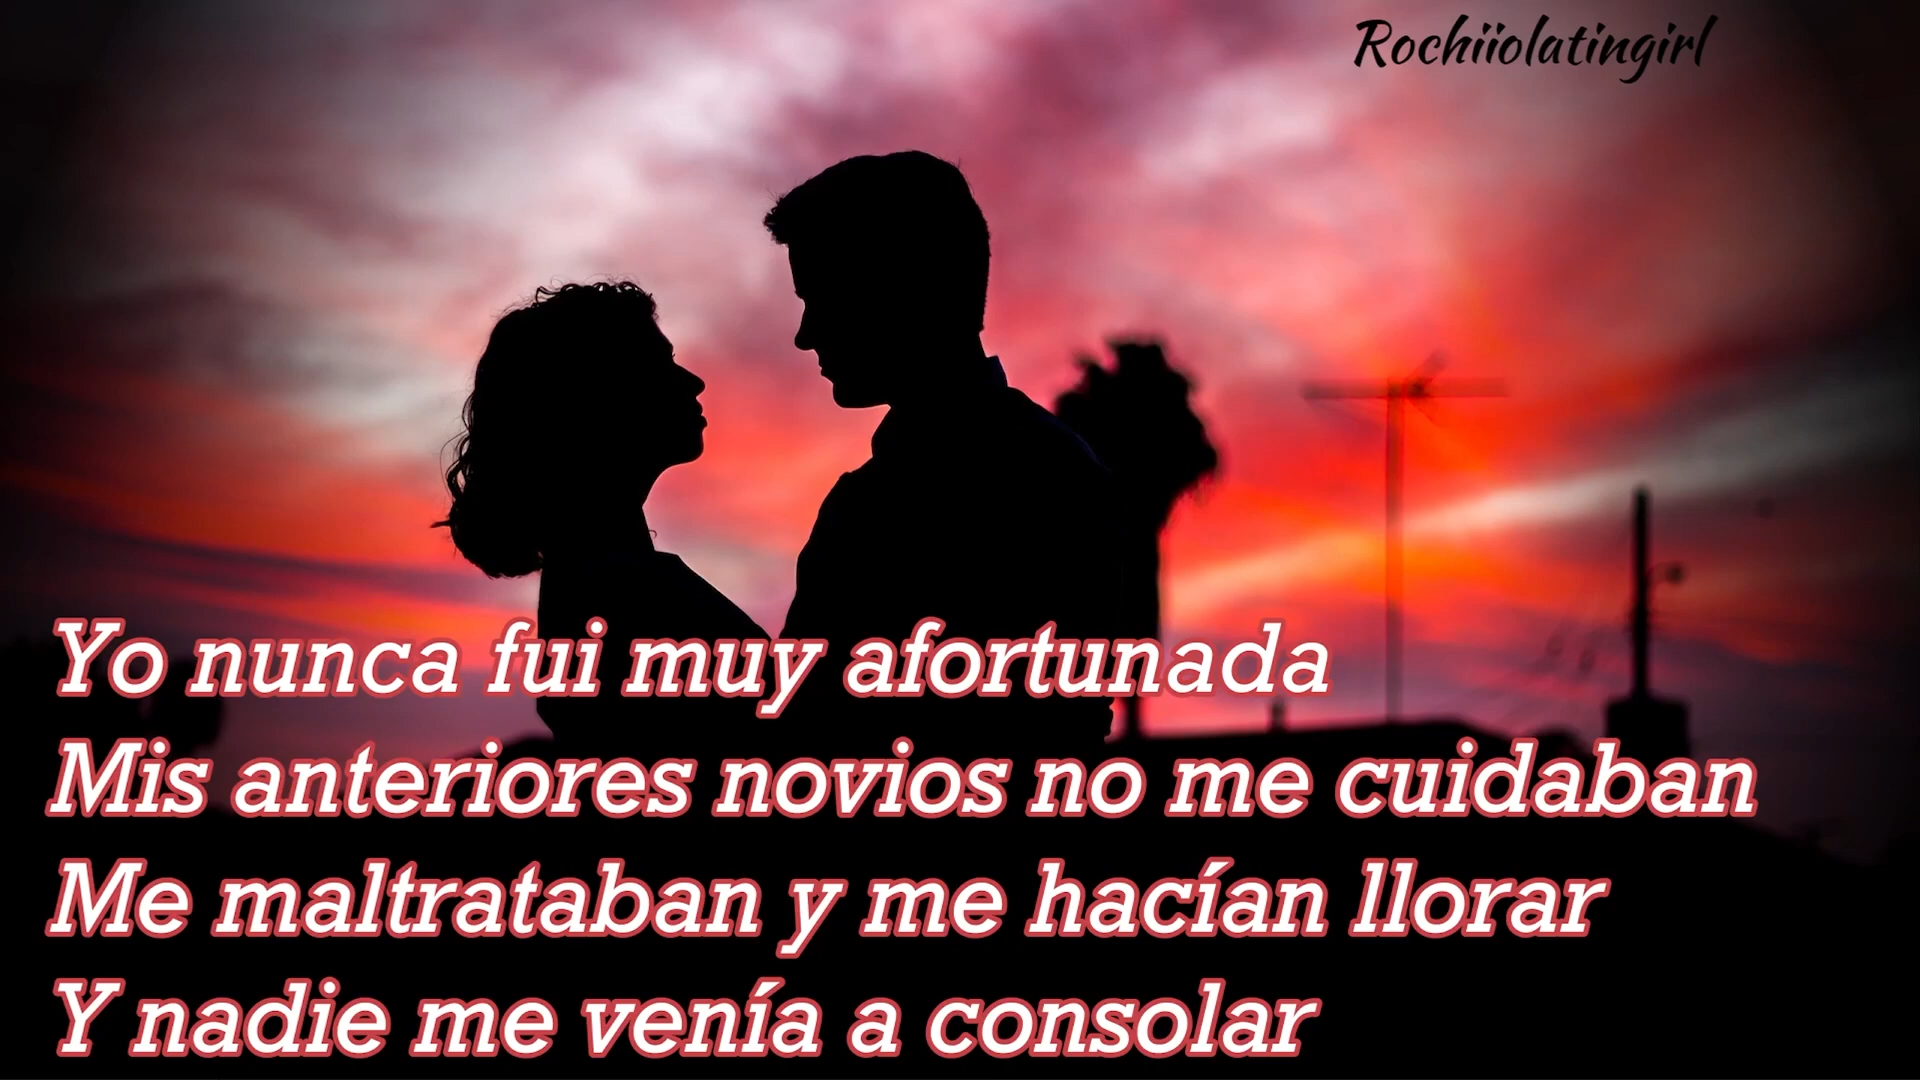 Rochiiolatingirl
Yo nunca fui muy afortunada
Mis anteriores novios no me cuidaban
Me maltrataban y me hacían llorar
Y nadie me venía a consolar